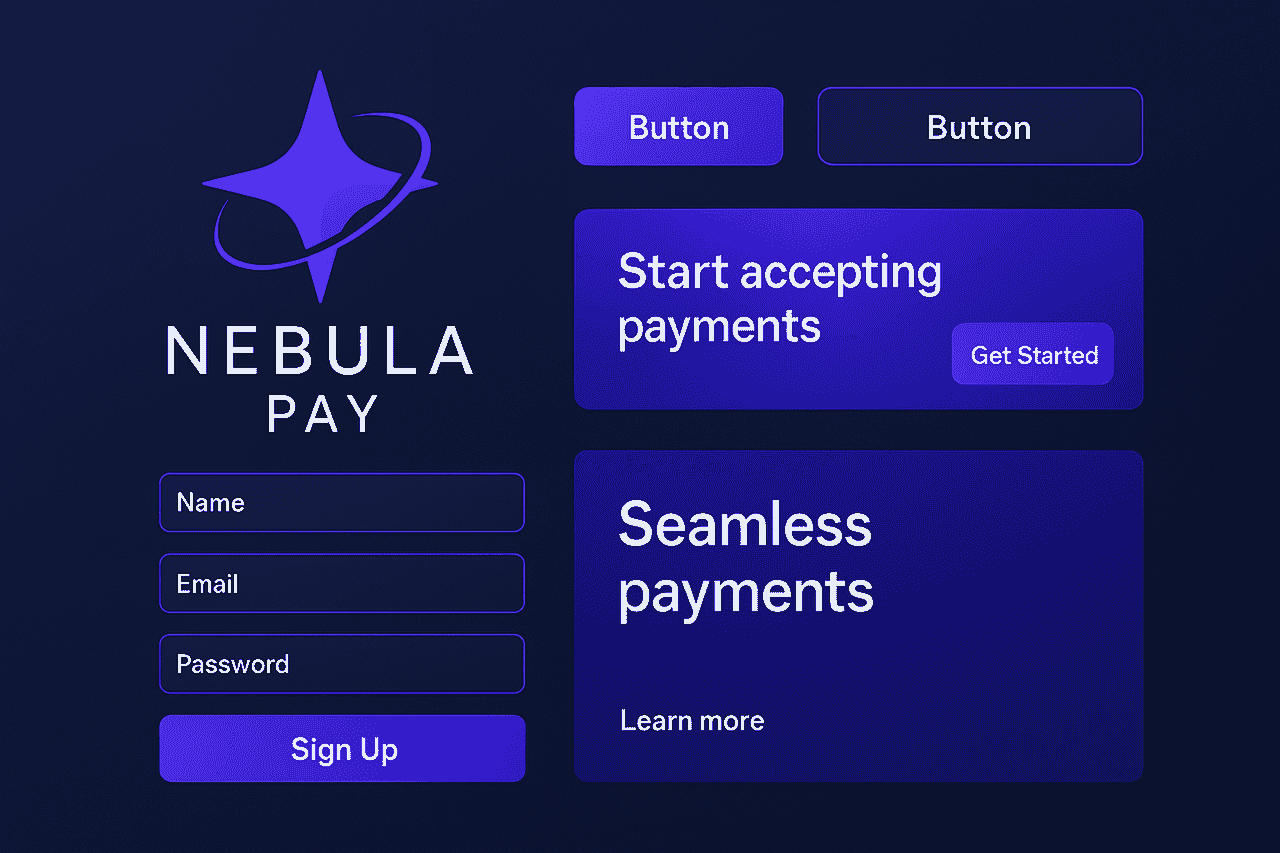 NEBULA
PAY
Name
Email
Password
Sign Up
Button
Button
Start accepting
payments
Get Started
Seamless
payments
Learn more